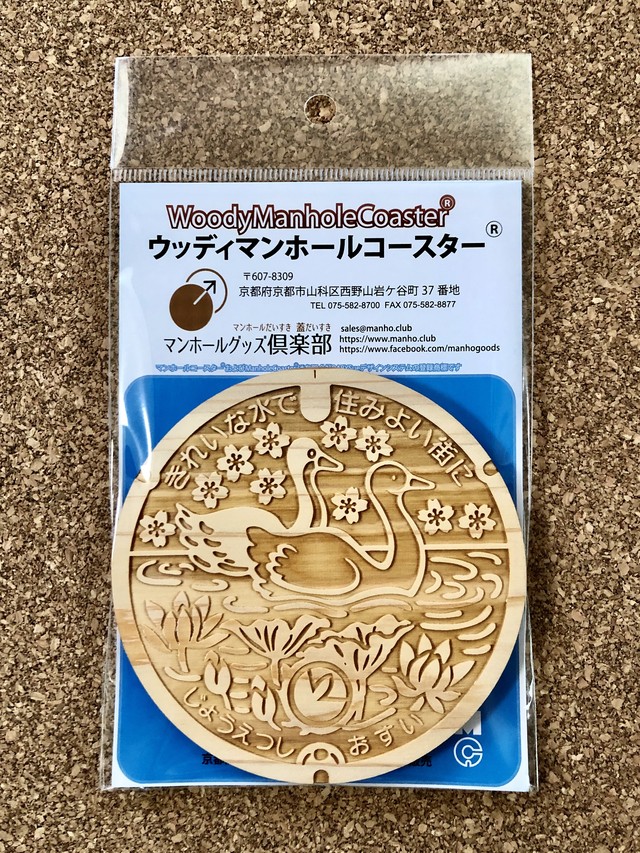 WoodyManholeCoaster®
ウッディマンホールコースター®
〒607-8309
京都府京都市山科区西野山岩ケ谷町 37 番地
TEL 075-582-8700 FAX 075-582-8877
マンホールだいすき 蓋だいすき
マンホールグッズ倶楽部
sales@manho.club
https://www.manho.club
https://www.facebook.com/manhogoods
きれいな水で 住みよい街に
じょうえつし おすい